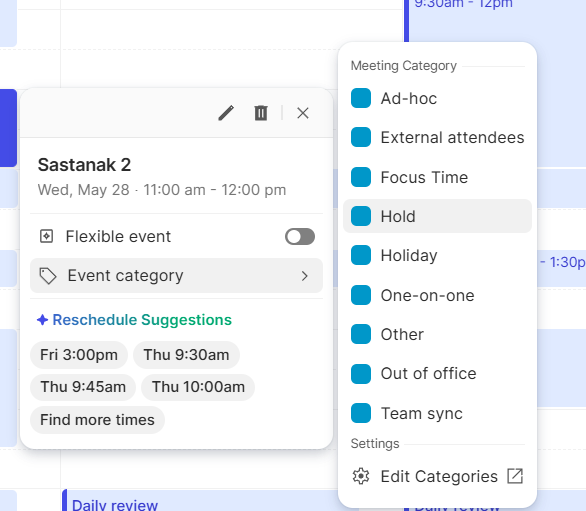 9:30am - 12pm
Meeting Category
Ad-hoc
External attendees
Focus Time
Hold
Holiday
One-on-one
Other
Out of office
Team sync
Settings
Edit Categories
Sastanak 2
Wed, May 28 · 11:00 am - 12:00 pm
Flexible event
Event category
Reschedule Suggestions
Fri 3:00pm
Thu 9:30am
Thu 9:45am
Thu 10:00am
Find more times
- 1:30p
Daily review
Daily review